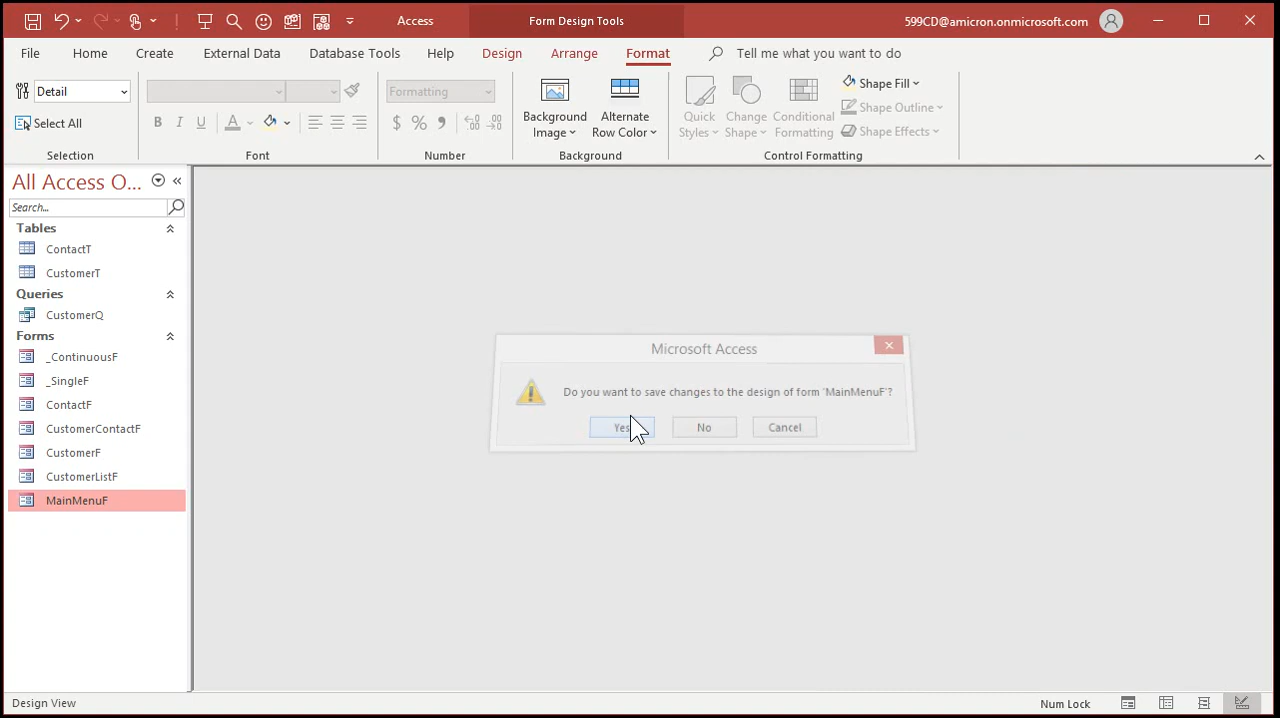 Access
Form Design Tools
599CD@amicron.onmicrosoft.com
File
Home
Create
External Data
Database Tools
Help
Design
Arrange
Format
Tell me what you want to do
Detail
Select All
Selection
B I U A
Font
Formatting
$ % 9
.00
Number
Background Image
Alternate Row Color
Background
Quick Styles
Change Shape
Conditional Formatting
Shape Fill
Shape Outline
Shape Effects
Control Formatting
All Access O...
Search...
Tables
ContactT
CustomerT
Queries
CustomerQ
Forms
_ContinuousF
_SingleF
ContactF
CustomerContactF
CustomerF
CustomerListF
MainMenuF
Microsoft Access
Do you want to save changes to the design of form 'MainMenuF'?
Yes
No
Cancel
Design View
Num Lock